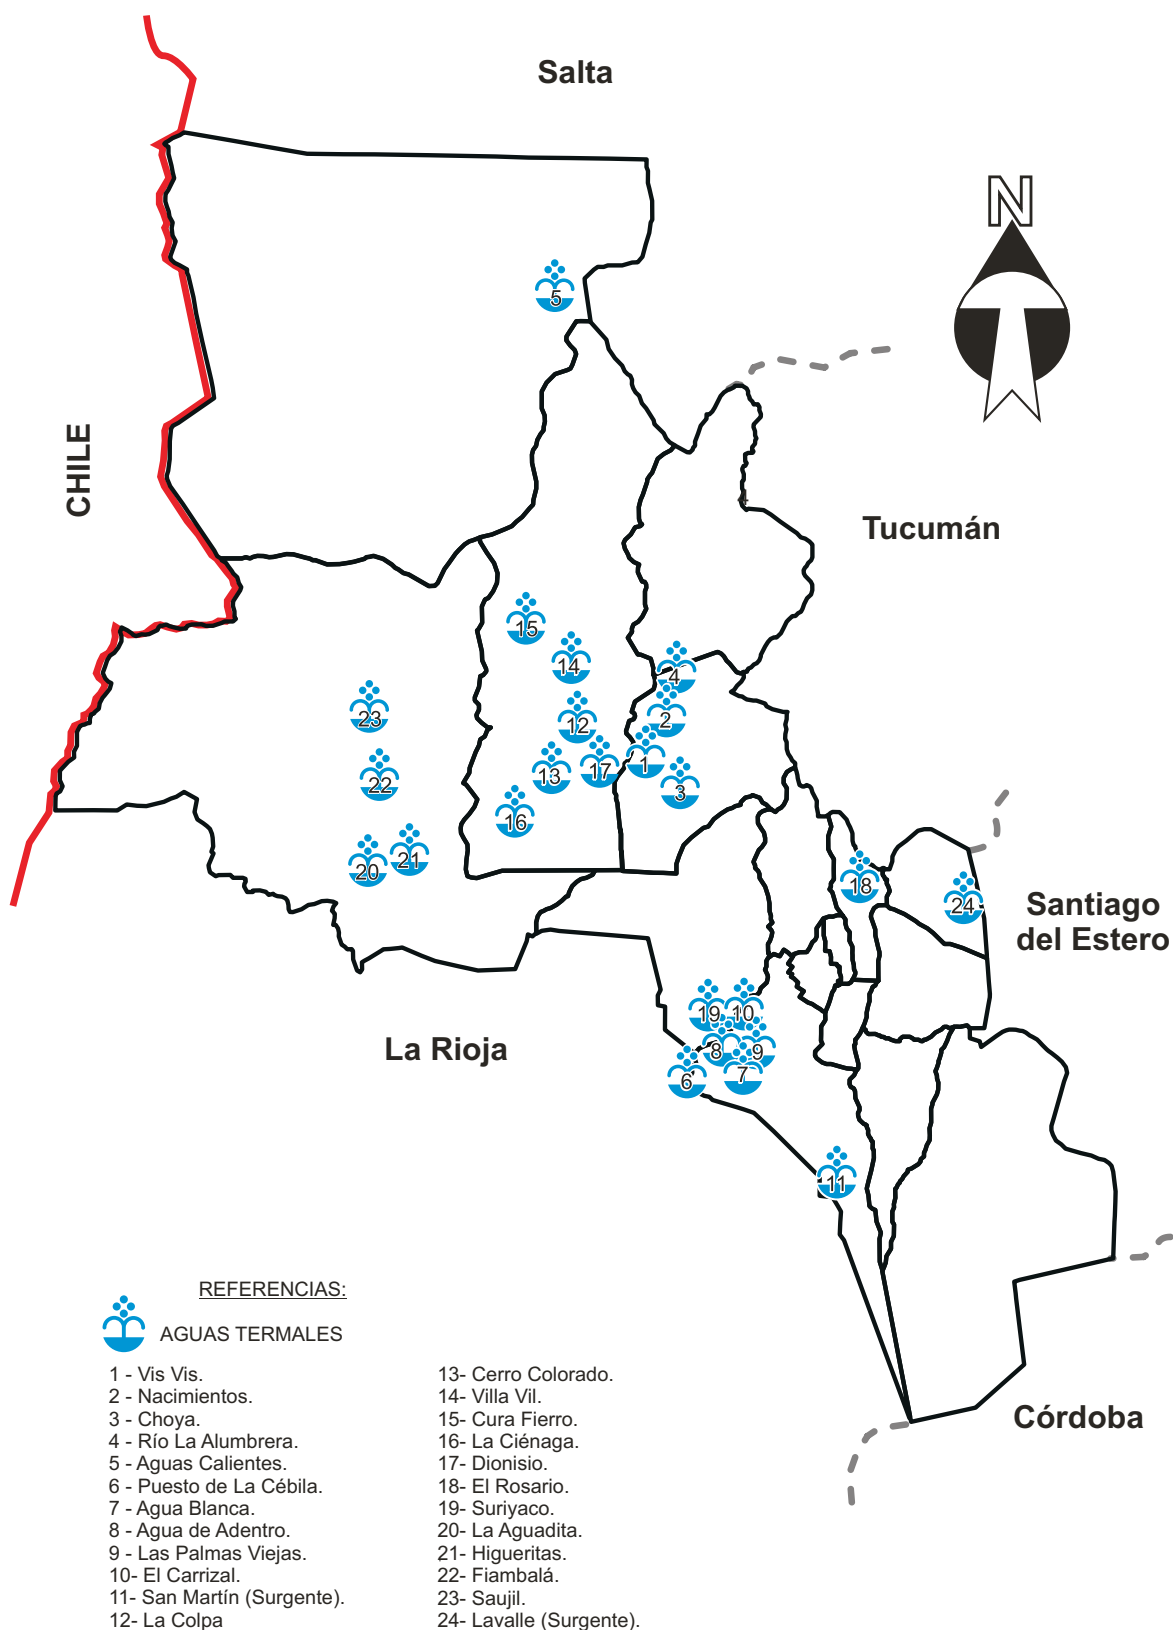 Salta
N
5
CHILE
4
Tucumán
15
14
4
23
2
12
1
17
13
22
3
16
21
20
18
24
Santiago
del Estero
19
10
La Rioja
8
9
7
6
11
REFERENCIAS:
AGUAS TERMALES
1 - Vis Vis.
2 - Nacimientos.
3 - Choya.
4 - Río La Alumbrera.
5 - Aguas Calientes.
6 - Puesto de La Cébila.
7 - Agua Blanca.
8 - Agua de Adentro.
9 - Las Palmas Viejas.
10- El Carrizal.
11- San Martín (Surgente).
12- La Colpa
13- Cerro Colorado.
14- Villa Vil.
15- Cura Fierro.
16- La Ciénaga.
17- Dionisio.
18- El Rosario.
19- Suriyaco.
20- La Aguadita.
21- Higueritas.
22- Fiambalá.
23- Saujil.
24- Lavalle (Surgente).
Córdoba